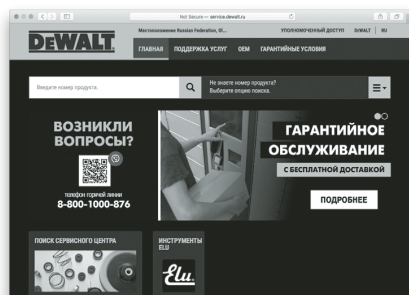 Not Secure — service.dewalt.ru
Местоположение Russian Federation, Ul...
УПОЛНОМОЧЕННЫЙ ДОСТУП DEWALT RU
DEWALT
ГЛАВНАЯ ПОДДЕРЖКА УСЛУГ OEM ГАРАНТИЙНЫЕ УСЛОВИЯ
Введите номер продукта.
Не знаете номер продукта?
Выберите опцию поиска.
ВОЗНИКЛИ
ВОПРОСЫ?
телефон горячей линии
8-800-1000-876
ГАРАНТИЙНОЕ
ОБСЛУЖИВАНИЕ
С БЕСПЛАТНОЙ ДОСТАВКОЙ
ПОДРОБНЕЕ
ПОИСК СЕРВИСНОГО ЦЕНТРА
ИНСТРУМЕНТЫ
ELU
Elu